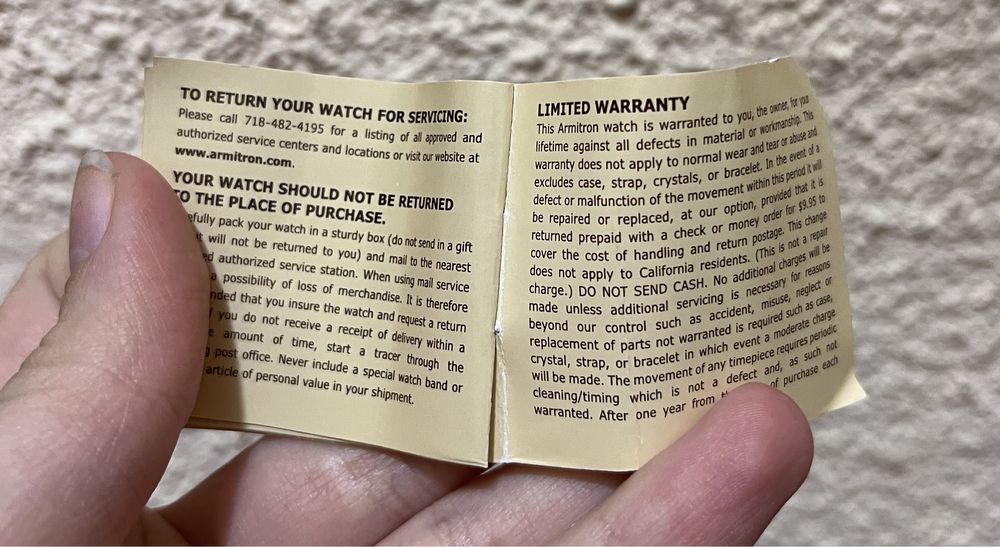 TO RETURN YOUR WATCH FOR SERVICING:
Please call 718-482-4195 for a listing of all approved and
authorized service centers and locations or visit our website at
www.armitron.com.
YOUR WATCH SHOULD NOT BE RETURNED
TO THE PLACE OF PURCHASE.
efully pack your watch in a sturdy box (do not send in a gift
will not be returned to you) and mail to the nearest
ed authorized service station. When using mail service
a possibility of loss of merchandise. It is therefore
nded that you insure the watch and request a return
you do not receive a receipt of delivery within a
amount of time, start a tracer through the
post office. Never include a special watch band or
article of personal value in your shipment.
LIMITED WARRANTY
This Armitron watch is warranted to you, the owner, for your
lifetime against all defects in material or workmanship. This
warranty does not apply to normal wear and tear or abuse and
excludes case, strap, crystals, or bracelet. In the event of a
defect or malfunction of the movement within this period it will
be repaired or replaced, at our option, provided that it is
returned prepaid with a check or money order for $9.95 to
cover the cost of handling and return postage. This charge
does not apply to California residents. (This is not a repair
charge.) DO NOT SEND CASH. No additional charges will be
made unless additional servicing is necessary for reasons
beyond our control such as accident, misuse, neglect or
replacement of parts not warranted is required such as case,
crystal, strap, or bracelet in which event a moderate charge
will be made. The movement of any timepiece requires periodic
cleaning/timing which is not a defect and, as such not
warranted. After one year from of purchase each